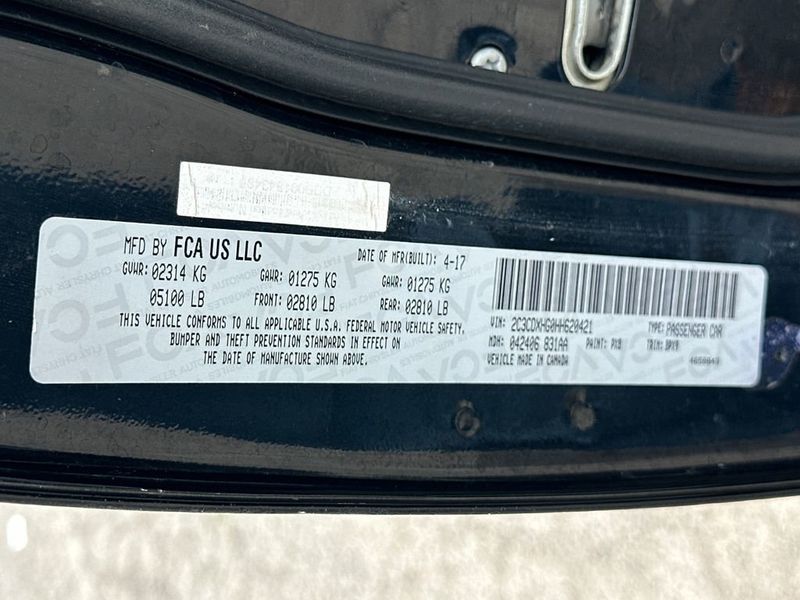 MFD BY FCA US LLC DATE OF MFR(BUILT): 4-17
GVWR: 02314 KG GAWR: 01275 KG GAWR: 01275 KG
05100 LB FRONT: 02810 LB REAR: 02810 LB
THIS VEHICLE CONFORMS TO ALL APPLICABLE U.S.A. FEDERAL MOTOR VEHICLE SAFETY,
BUMPER AND THEFT PREVENTION STANDARDS IN EFFECT ON
THE DATE OF MANUFACTURE SHOWN ABOVE.
VIN: 2C3CDXHG0HH620421 TYPE: PASSENGER CAR
MDH: 042406 831AA PAINT: PX8 TRIM: DPX9
VEHICLE MADE IN CANADA